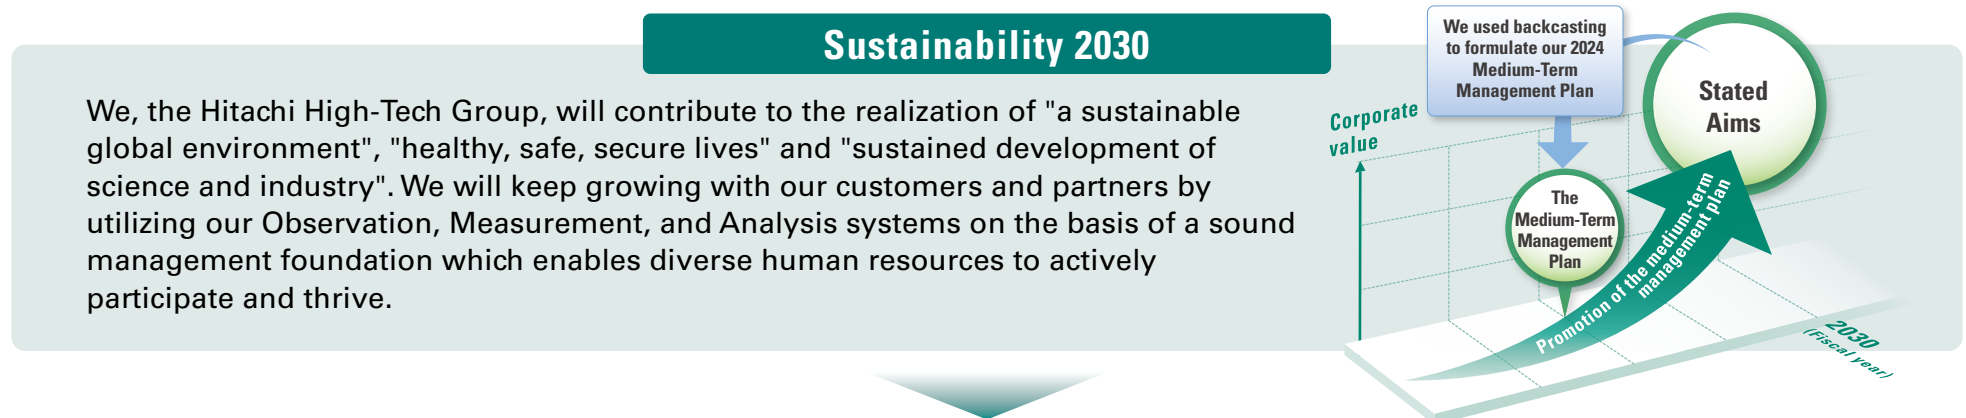 Sustainability 2030
We, the Hitachi High-Tech Group, will contribute to the realization of "a sustainable
global environment", "healthy, safe, secure lives" and "sustained development of
science and industry". We will keep growing with our customers and partners by
utilizing our Observation, Measurement, and Analysis systems on the basis of a sound
management foundation which enables diverse human resources to actively
participate and thrive.
We used backcasting
to formulate our 2024
Medium-Term
Management Plan
Stated
Aims
Corporate
value
The
Medium-Term
Management
Plan
Promotion of the medium-term
management plan
2030
(Fiscal year)